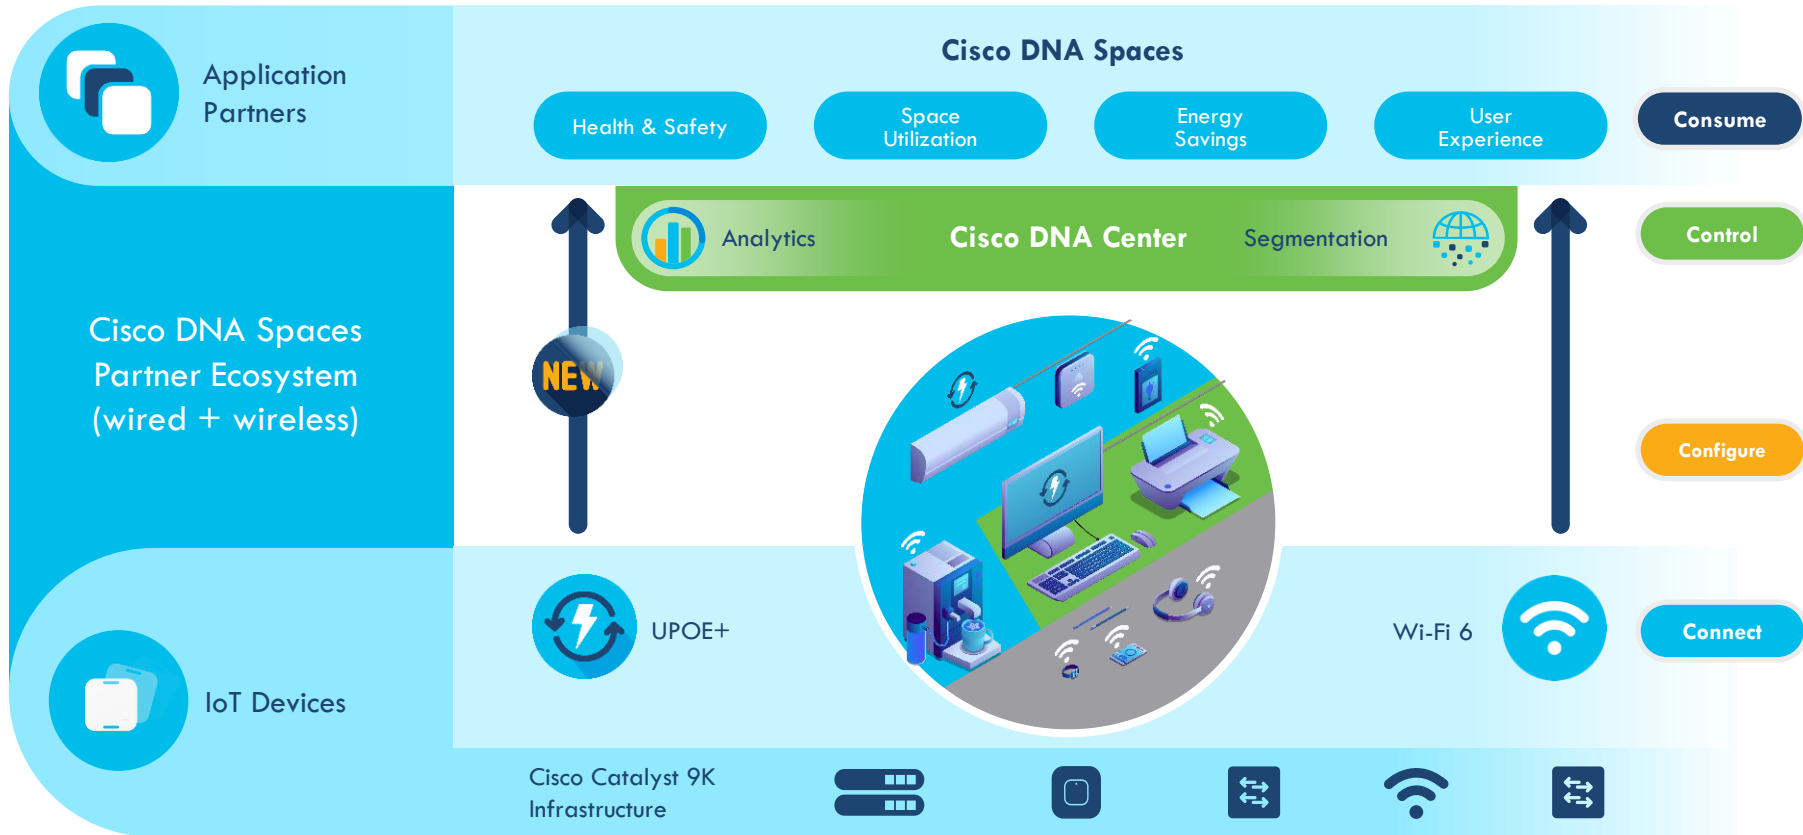 Application
Partners
Cisco DNA Spaces
Health & Safety
Space
Utilization
Energy
Savings
User
Experience
Consume
Analytics
Cisco DNA Center
Segmentation
Control
Cisco DNA Spaces
Partner Ecosystem
(wired + wireless)
NEW
Configure
UPOE+
Wi-Fi 6
Connect
IoT Devices
Cisco Catalyst 9K
Infrastructure